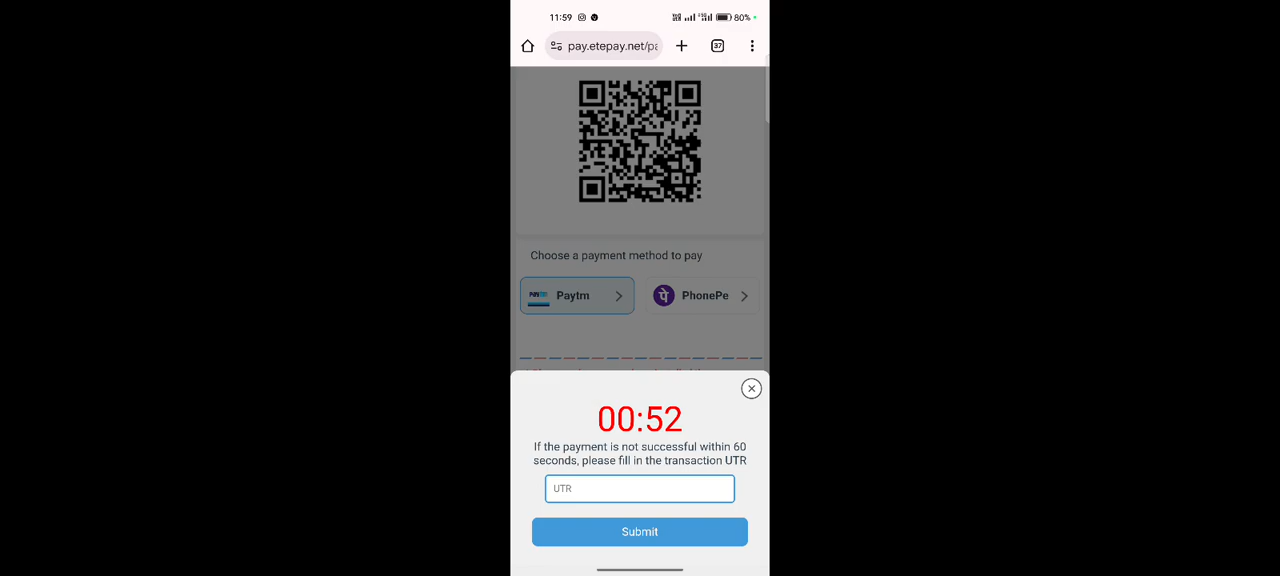 11:59 80%
pay.etepay.net/pa 37
Choose a payment method to pay
Paytm PhonePe
00:52
If the payment is not successful within 60
seconds, please fill in the transaction UTR
UTR
Submit